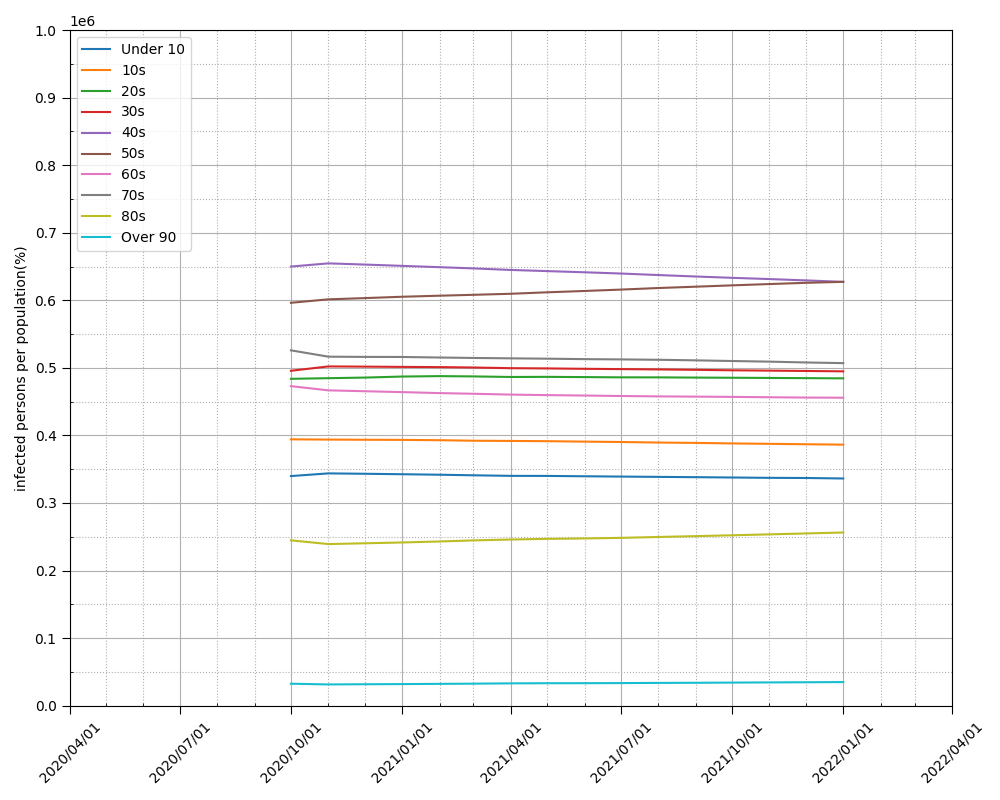 1e6
1.0
0.9
0.8
0.7
0.6
0.5
0.4
0.3
0.2
0.1
0.0
infected persons per population(%)
Under 10
10s
20s
30s
40s
50s
60s
70s
80s
Over 90
2020/04/01
2020/07/01
2020/10/01
2021/01/01
2021/04/01
2021/07/01
2021/10/01
2022/01/01
2022/04/01